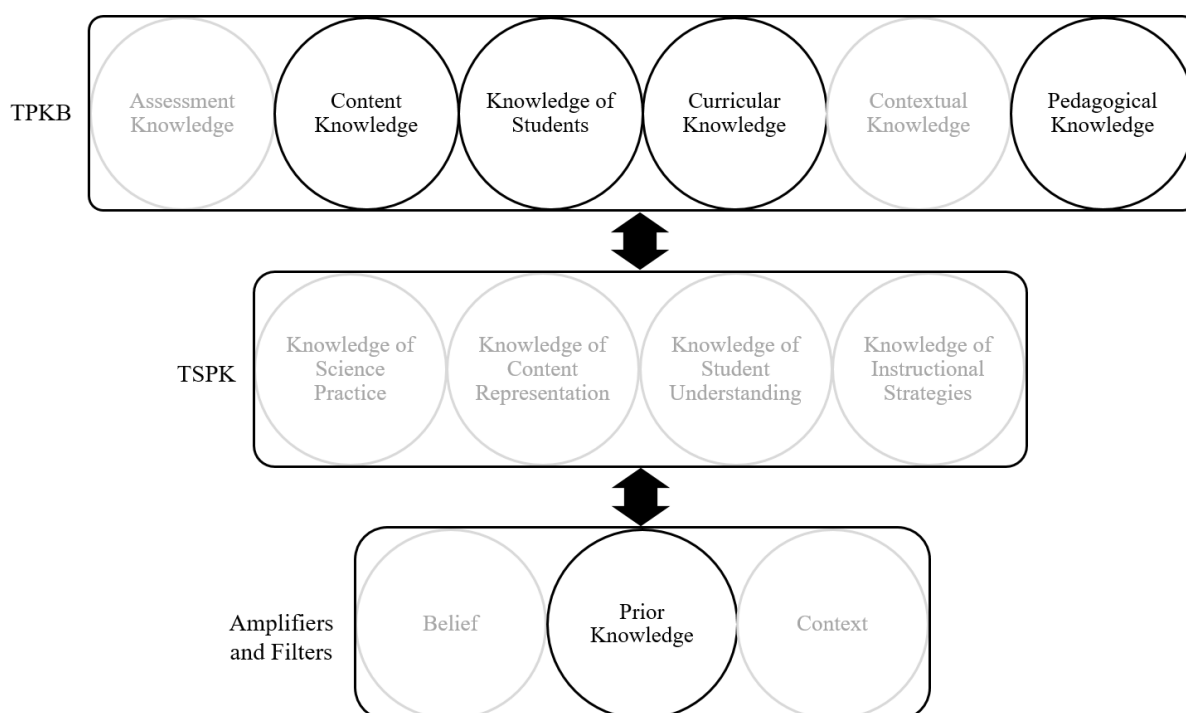 TPKB
Assessment
Knowledge
Content
Knowledge
Knowledge of
Students
Curricular
Knowledge
Contextual
Knowledge
Pedagogical
Knowledge
TSPK
Knowledge of
Science
Practice
Knowledge of
Content
Representation
Knowledge of
Student
Understanding
Knowledge of
Instructional
Strategies
Amplifiers
and Filters
Belief
Prior
Knowledge
Context